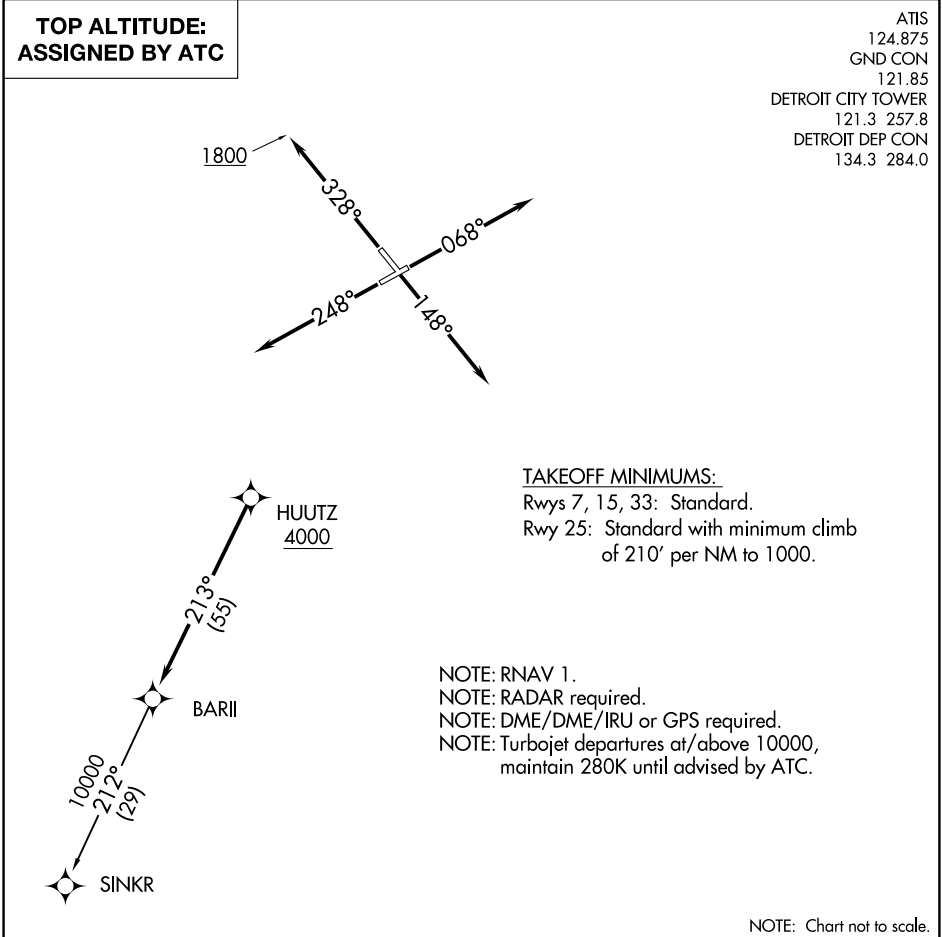 TOP ALTITUDE:
ASSIGNED BY ATC
ATIS
124.875
GND CON
121.85
DETROIT CITY TOWER
121.3 257.8
DETROIT DEP CON
134.3 284.0
1800
328°
068°
248°
148°
HUUTZ
4000
213°
(55)
BARII
10000
212°
(29)
SINKR
TAKEOFF MINIMUMS:
Rwys 7, 15, 33: Standard.
Rwy 25: Standard with minimum climb
of 210' per NM to 1000.
NOTE: RNAV 1.
NOTE: RADAR required.
NOTE: DME/DME/IRU or GPS required.
NOTE: Turbojet departures at/above 10000,
maintain 280K until advised by ATC.
NOTE: Chart not to scale.